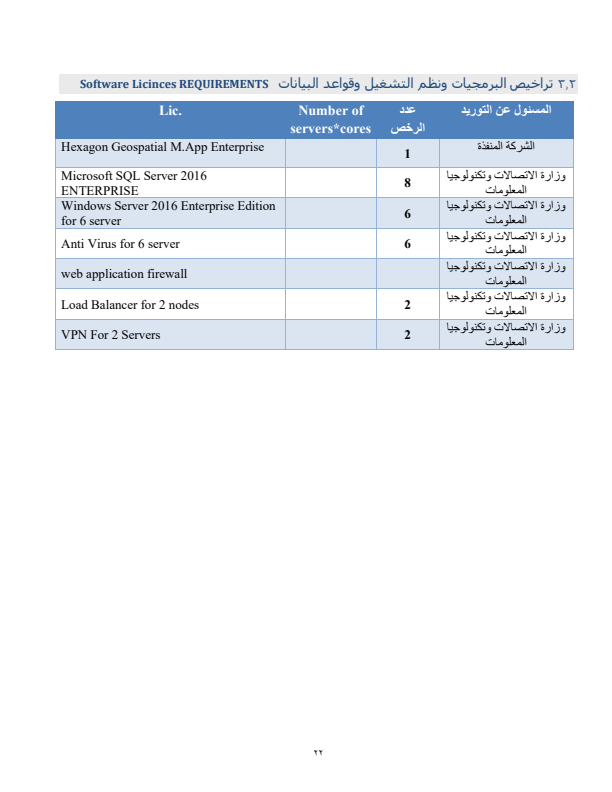 ٣,٢ تراخيص البرمجيات ونظم التشغيل وقواعد البيانات Software Licinces REQUIREMENTS
Lic.
Number of
servers*cores
عدد
الرخص
المسئول عن التوريد
Hexagon Geospatial M.App Enterprise
1
الشركة المنفذة
Microsoft SQL Server 2016
ENTERPRISE
8
وزارة الاتصالات وتكنولوجيا
المعلومات
Windows Server 2016 Enterprise Edition
for 6 server
6
وزارة الاتصالات وتكنولوجيا
المعلومات
Anti Virus for 6 server
6
وزارة الاتصالات وتكنولوجيا
المعلومات
web application firewall
وزارة الاتصالات وتكنولوجيا
المعلومات
Load Balancer for 2 nodes
2
وزارة الاتصالات وتكنولوجيا
المعلومات
VPN For 2 Servers
2
وزارة الاتصالات وتكنولوجيا
المعلومات
٢٢